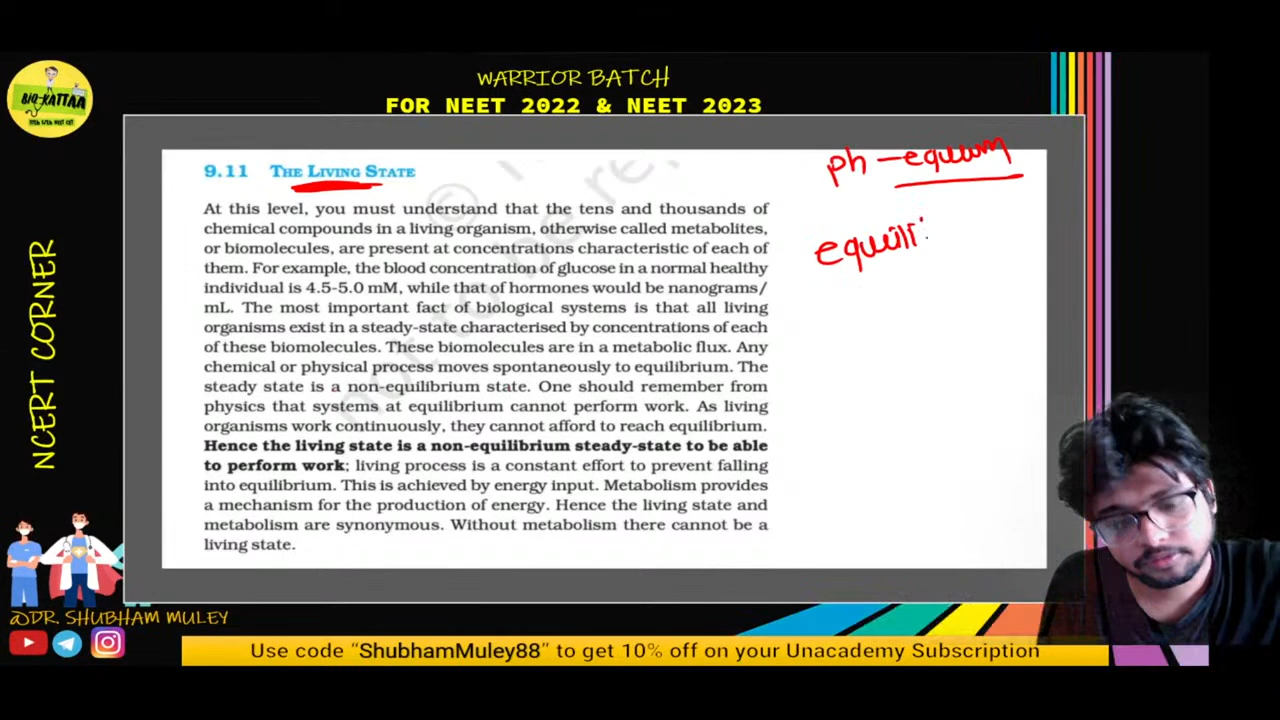 WARRIOR BATCH
FOR NEET 2022 & NEET 2023
BIO-KATTAA
NCERT CORNER
9.11 THE LIVING STATE
ph - equum
equili
At this level, you must understand that the tens and thousands of
chemical compounds in a living organism, otherwise called metabolites,
or biomolecules, are present at concentrations characteristic of each of
them. For example, the blood concentration of glucose in a normal healthy
individual is 4.5-5.0 mM, while that of hormones would be nanograms/
mL. The most important fact of biological systems is that all living
organisms exist in a steady-state characterised by concentrations of each
of these biomolecules. These biomolecules are in a metabolic flux. Any
chemical or physical process moves spontaneously to equilibrium. The
steady state is a non-equilibrium state. One should remember from
physics that systems at equilibrium cannot perform work. As living
organisms work continuously, they cannot afford to reach equilibrium.
Hence the living state is a non-equilibrium steady-state to be able
to perform work; living process is a constant effort to prevent falling
into equilibrium. This is achieved by energy input. Metabolism provides
a mechanism for the production of energy. Hence the living state and
metabolism are synonymous. Without metabolism there cannot be a
living state.
@DR. SHUBHAM MULEY
Use code "ShubhamMuley88" to get 10% off on your Unacademy Subscription